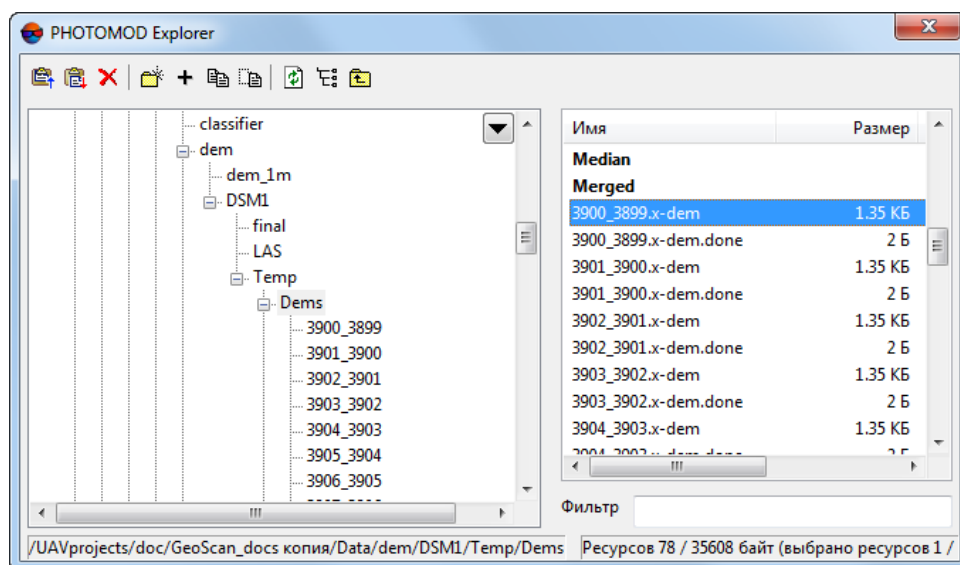 PHOTOMOD Explorer
classifier
dem
dem_1m
DSM1
final
LAS
Temp
Dems
3900_3899
3901_3900
3902_3901
3903_3902
3904_3903
3905_3904
3906_3905
Имя Размер
Median
Merged
3900_3899.x-dem 1.35 КБ
3900_3899.x-dem.done 2 Б
3901_3900.x-dem 1.35 КБ
3901_3900.x-dem.done 2 Б
3902_3901.x-dem 1.35 КБ
3902_3901.x-dem.done 2 Б
3903_3902.x-dem 1.35 КБ
3903_3902.x-dem.done 2 Б
3904_3903.x-dem 1.35 КБ
Фильтр
/UAVprojects/doc/GeoScan_docs копия/Data/dem/DSM1/Temp/Dems
Ресурсов 78 / 35608 байт (выбрано ресурсов 1 /